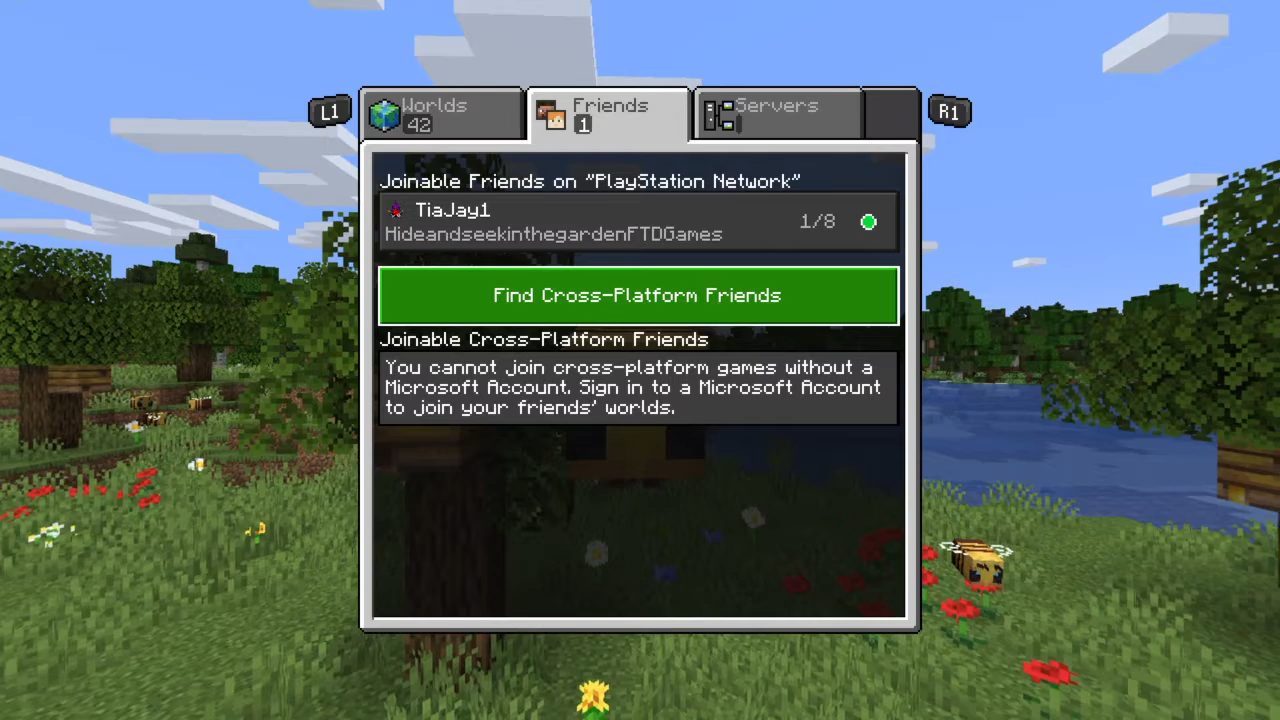 L1
Worlds
42
Friends
1
Servers
R1
Joinable Friends on "PlayStation Network"
TiaJay1
HideandseekinthegardenFTDGames
1/8
Find Cross-Platform Friends
Joinable Cross-Platform Friends
You cannot join cross-platform games without a
Microsoft Account. Sign in to a Microsoft Account
to join your friends' worlds.